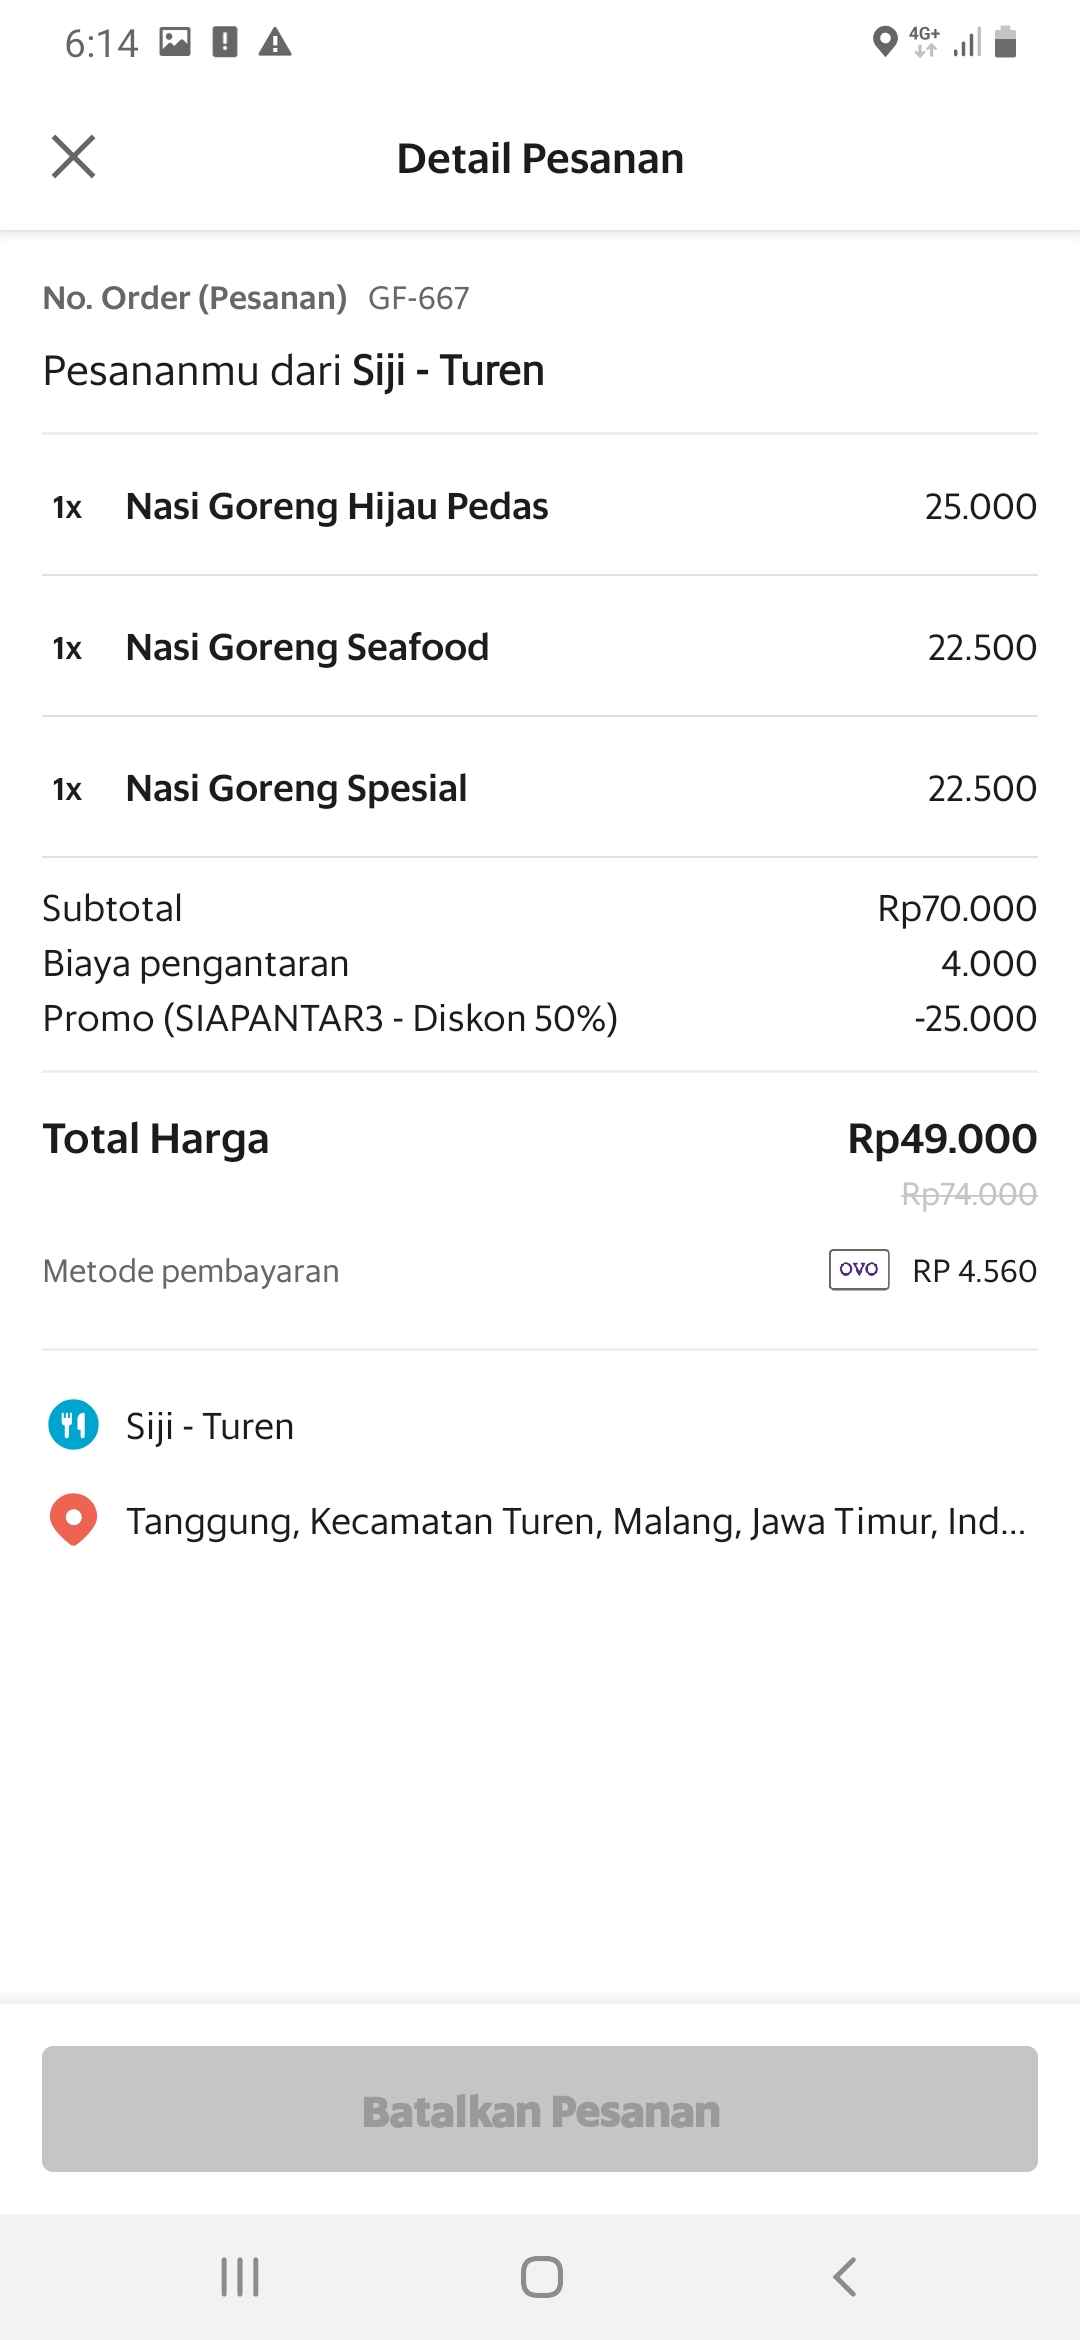 6:14
4G+
Detail Pesanan
No. Order (Pesanan) GF-667
Pesananmu dari Siji - Turen
1x Nasi Goreng Hijau Pedas 25.000
1x Nasi Goreng Seafood 22.500
1x Nasi Goreng Spesial 22.500
Subtotal Rp70.000
Biaya pengantaran 4.000
Promo (SIAPANTAR3 - Diskon 50%) -25.000
Total Harga Rp49.000
Rp74.000
Metode pembayaran OVO RP 4.560
Siji - Turen
Tanggung, Kecamatan Turen, Malang, Jawa Timur, Ind...
Batalkan Pesanan